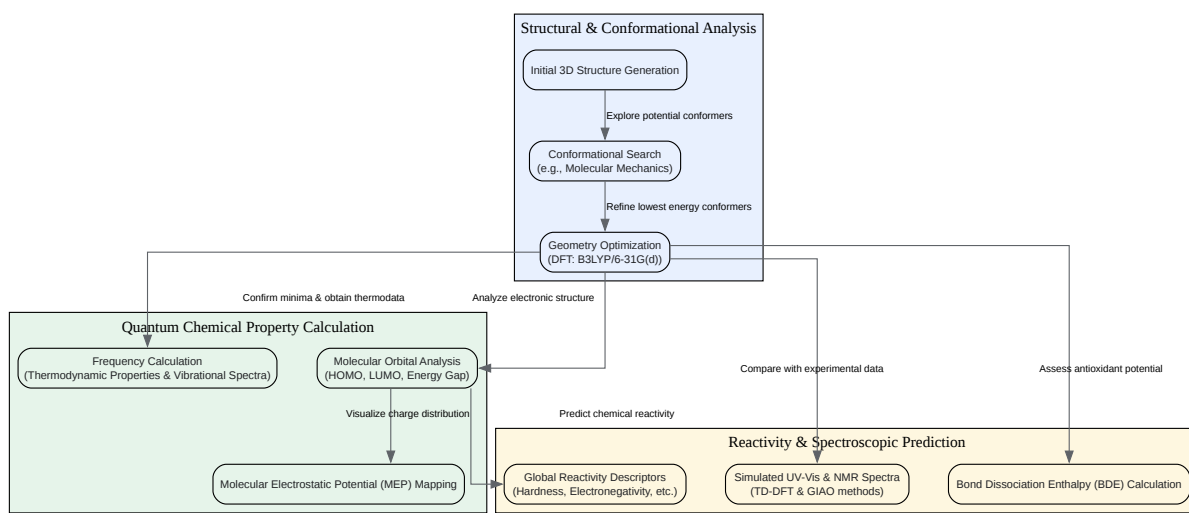 Structural & Conformational Analysis
Initial 3D Structure Generation
Explore potential conformers
Conformational Search
(e.g., Molecular Mechanics)
Refine lowest energy conformers
Geometry Optimization
(DFT: B3LYP/6-31G(d))
Confirm minima & obtain thermodata
Analyze electronic structure
Quantum Chemical Property Calculation
Frequency Calculation
(Thermodynamic Properties & Vibrational Spectra)
Molecular Orbital Analysis
(HOMO, LUMO, Energy Gap)
Compare with experimental data
Assess antioxidant potential
Visualize charge distribution
Predict chemical reactivity
Reactivity & Spectroscopic Prediction
Molecular Electrostatic Potential (MEP) Mapping
Global Reactivity Descriptors
(Hardness, Electronegativity, etc.)
Simulated UV-Vis & NMR Spectra
(TD-DFT & GIAO methods)
Bond Dissociation Enthalpy (BDE) Calculation